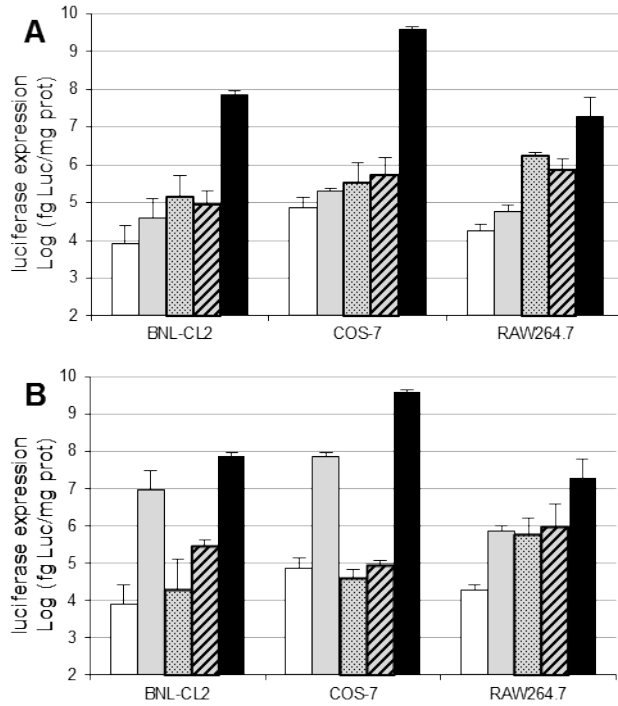 A
luciferase expression
Log (fg Luc/mg prot)
10
9
8
7
6
5
4
3
2
BNL-CL2 COS-7 RAW264.7
B
luciferase expression
Log (fg Luc/mg prot)
10
9
8
7
6
5
4
3
2
BNL-CL2 COS-7 RAW264.7